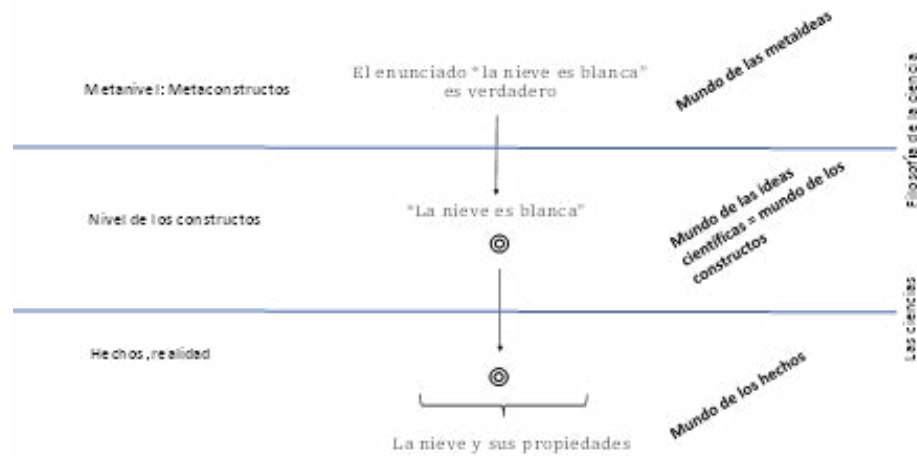 Metanivel: Metaconstructos
El enunciado “la nieve es blanca”
es verdadero
Mundo de las metaideas
Filosofía de la ciencia
Nivel de los constructos
“La nieve es blanca”
Mundo de las ideas
científicas = mundo de los
constructos
Las ciencias
Hechos, realidad
Mundo de los hechos
La nieve y sus propiedades